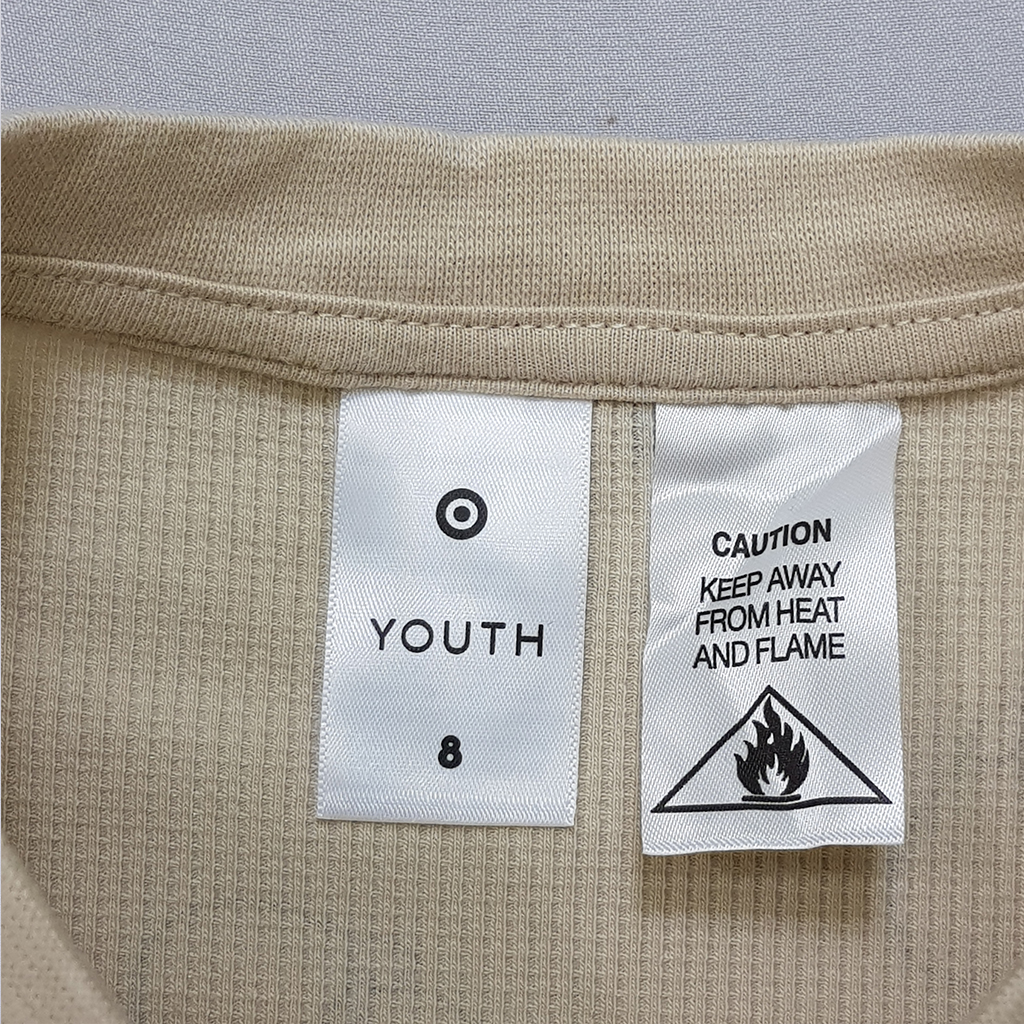 YOUTH
8
CAUTION
KEEP AWAY
FROM HEAT
AND FLAME